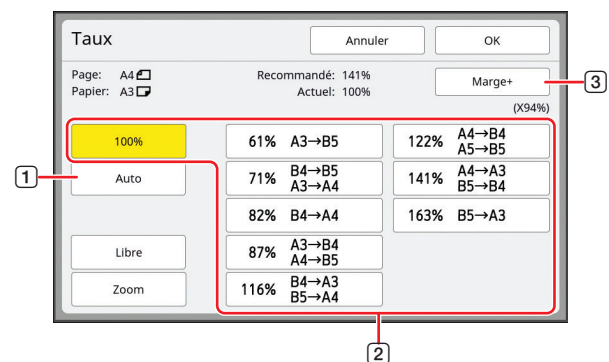 Taux
Annuler
OK
Page: A4
Papier: A3
Recommandé: 141%
Actuel: 100%
Marge+
3
(X94%)
100%
61% A3→B5
122% A4→B4
A5→B5
1
Auto
71% B4→B5
A3→A4
141% A4→A3
B5→B4
82% B4→A4
163% B5→A3
Libre
87% A3→B4
A4→B5
Zoom
116% B4→A3
B5→A4
2